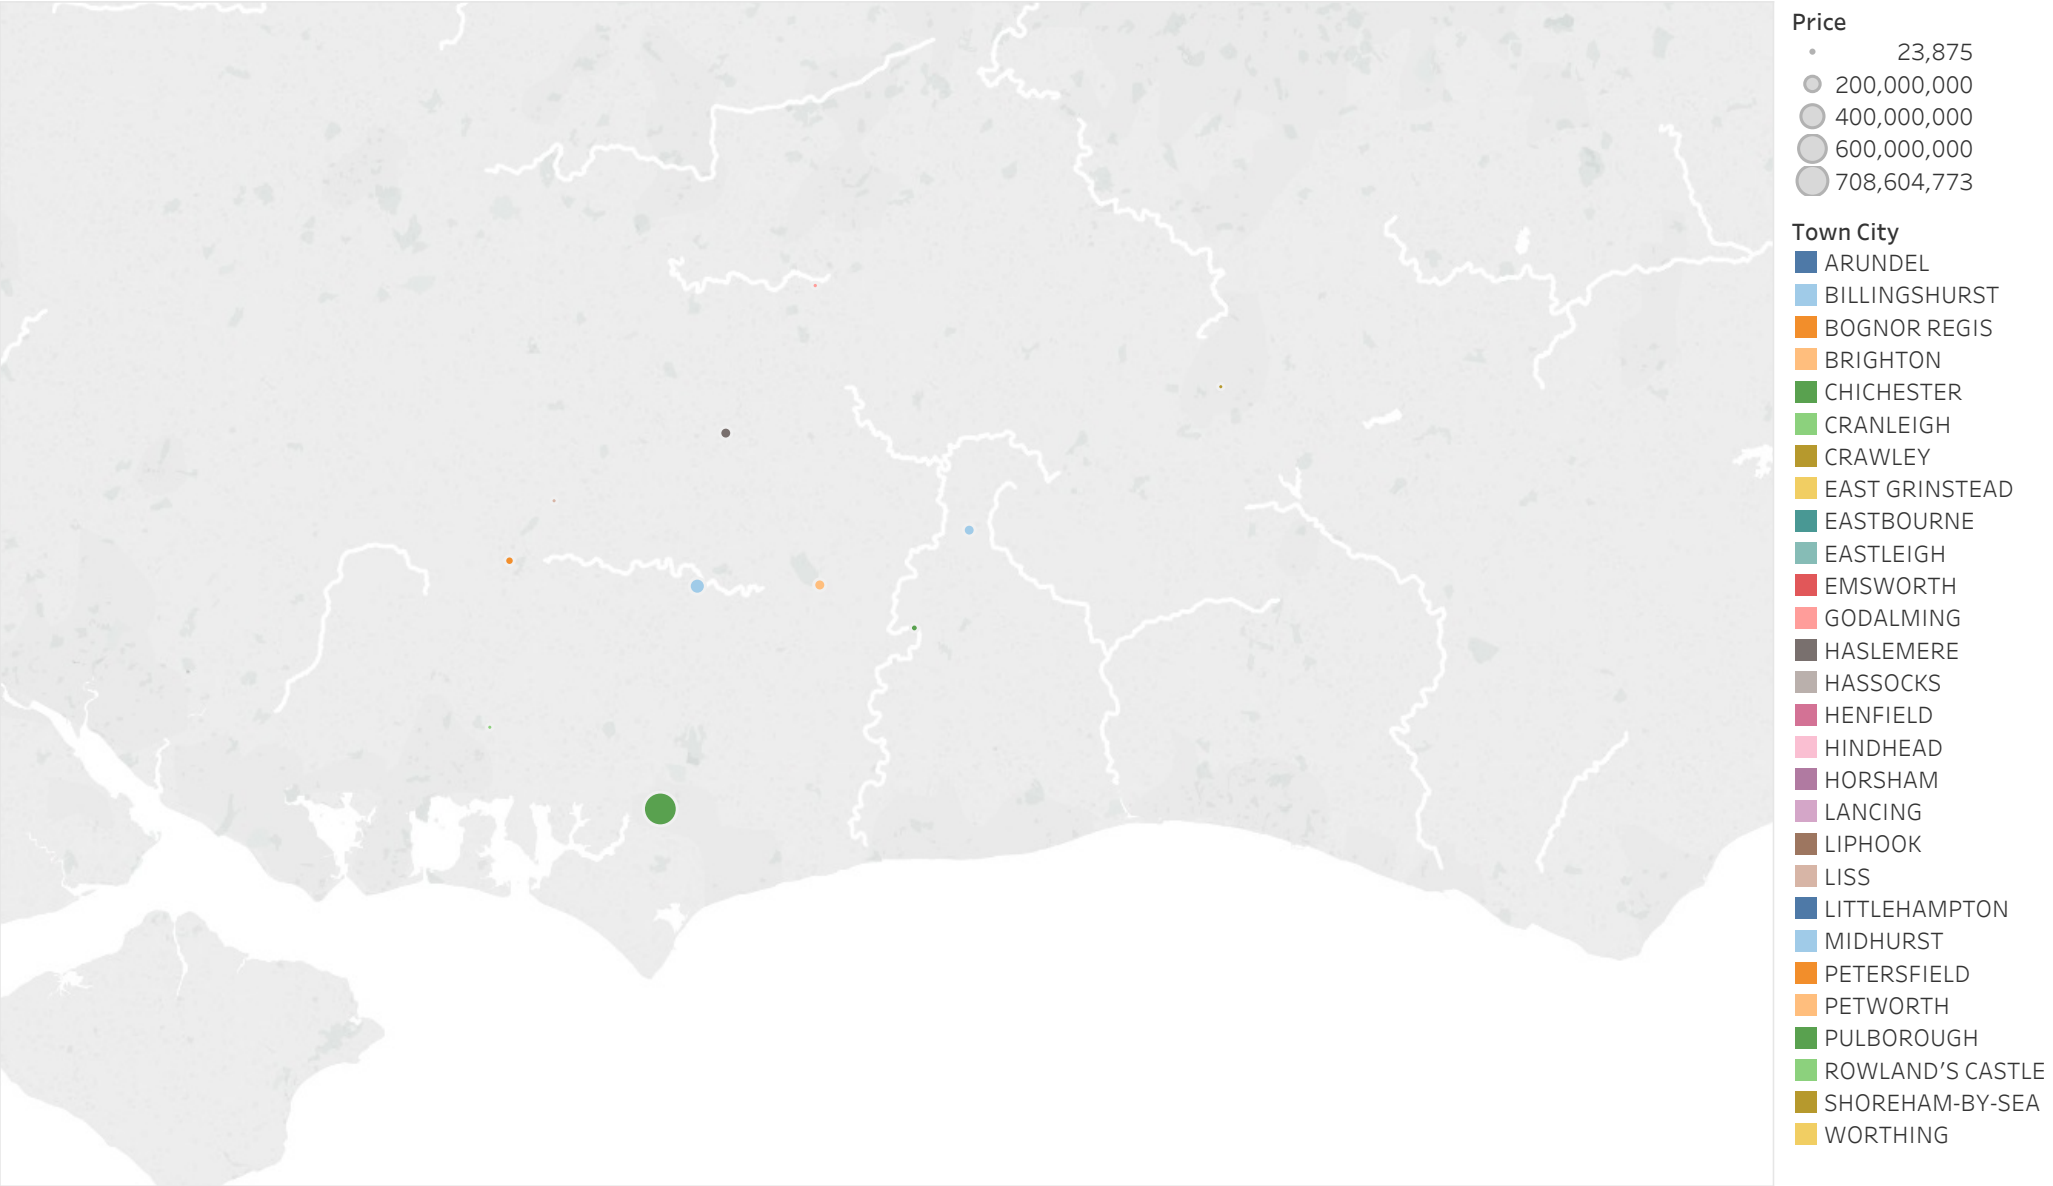 Price
23,875
200,000,000
400,000,000
600,000,000
708,604,773
Town City
ARUNDEL
BILLINGSHURST
BOGNOR REGIS
BRIGHTON
CHICHESTER
CRANLEIGH
CRAWLEY
EAST GRINSTEAD
EASTBOURNE
EASTLEIGH
EMSWORTH
GODALMING
HASLEMERE
HASSOCKS
HENFIELD
HINDHEAD
HORSHAM
LANCING
LIPHOOK
LISS
LITTLEHAMPTON
MIDHURST
PETERSFIELD
PETWORTH
PULBOROUGH
ROWLAND’S CASTLE
SHOREHAM-BY-SEA
WORTHING